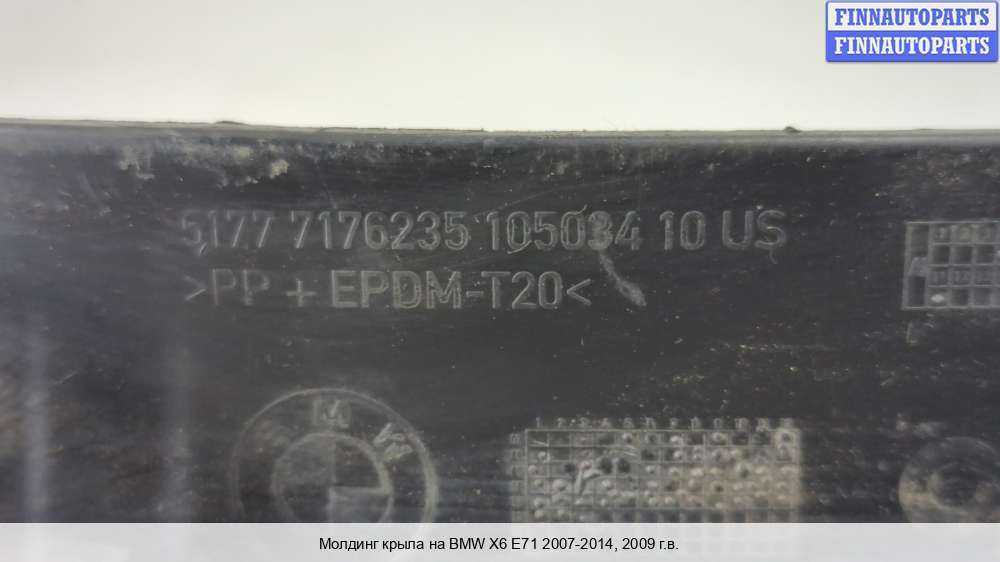 FINNAUTOPARTS
FINNAUTOPARTS
5177 7176235 105034 10 US
>PP + EPDM-T20<
Молдинг крыла на BMW X6 E71 2007-2014, 2009 г.в.